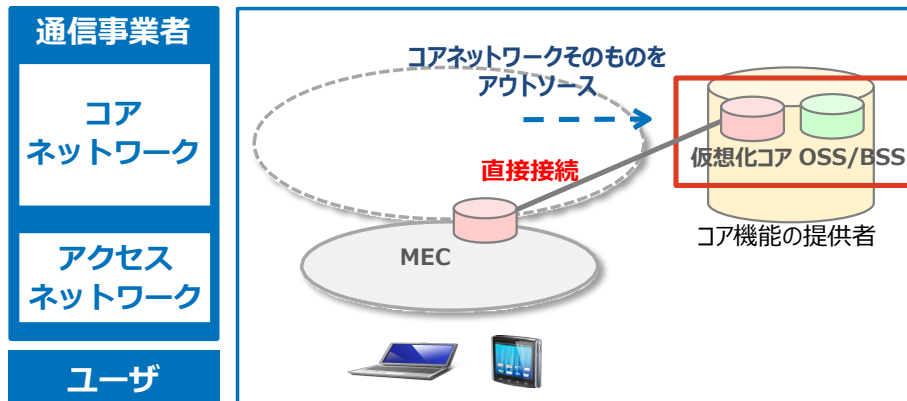 通信事業者
コア
ネットワーク
アクセス
ネットワーク
ユーザ
コアネットワークそのものを
アウトソース
直接接続
仮想化コア OSS/BSS
コア機能の提供者
MEC